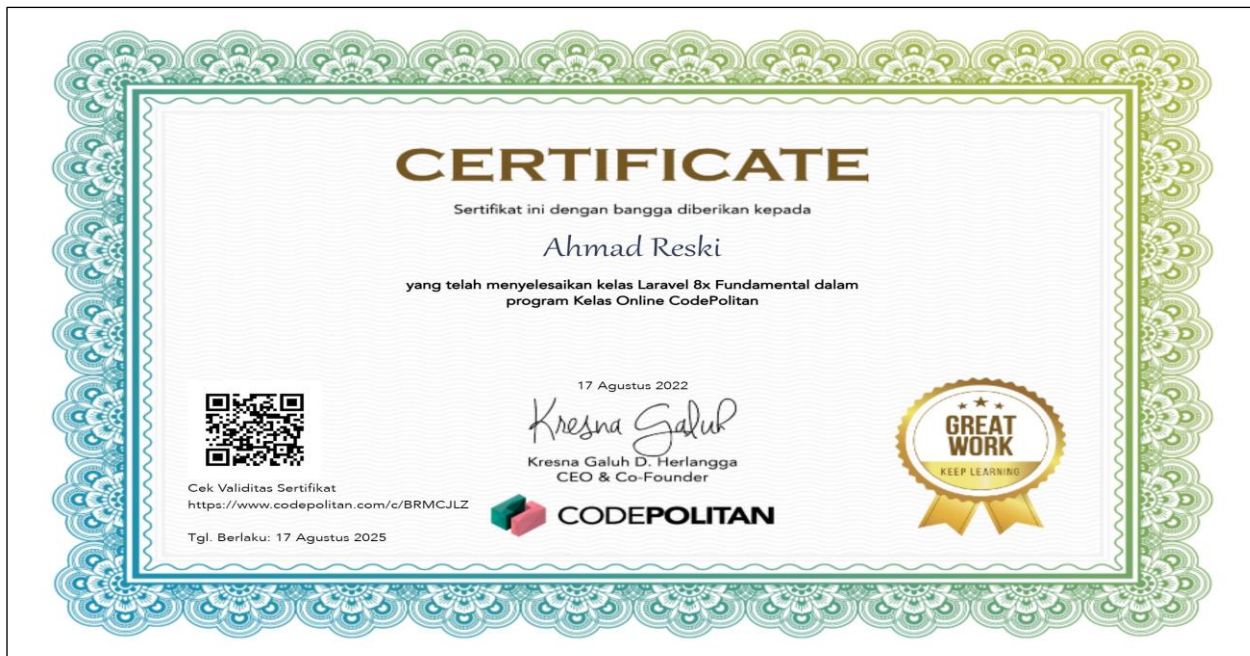 CERTIFICATE
Sertifikat ini dengan bangga diberikan kepada
Ahmad Reski
yang telah menyelesaikan kelas Laravel 8x Fundamental dalam
program Kelas Online CodePolitan
17 Agustus 2022
Kresna Galuh
Kresna Galuh D. Herlangga
CEO & Co-Founder
CODEPOLITAN
Cek Validitas Sertifikat
https://www.codepolitan.com/c/BRMCJLZ
Tgl. Berlaku: 17 Agustus 2025
GREAT
WORK
KEEP LEARNING